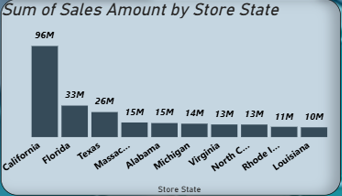 Sum of Sales Amount by Store State
96M
33M
26M
15M
15M
14M
13M
13M
11M
10M
California
Florida
Texas
Massac...
Alabama
Michigan
Virginia
North C...
Rhode I...
Louisiana
Store State